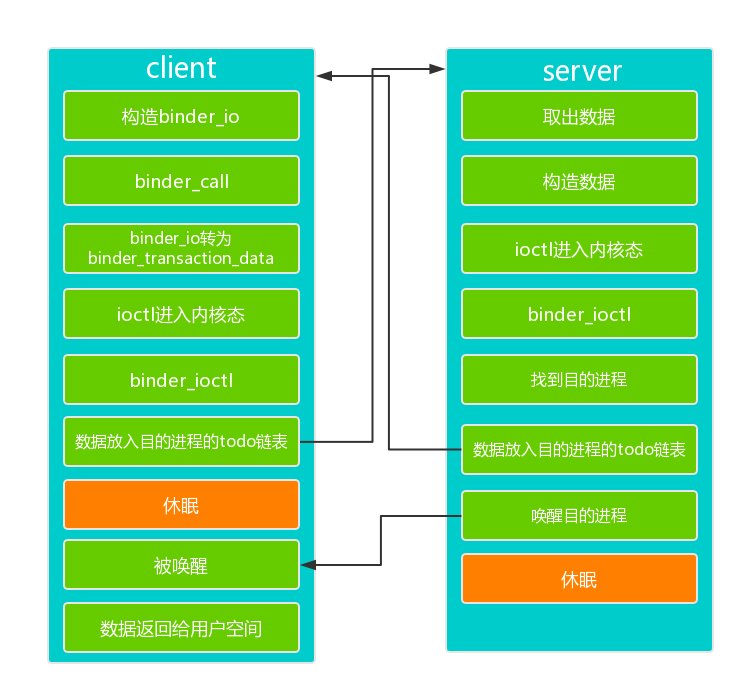 client
构造binder_io
binder_call
binder_io转为
binder_transaction_data
ioctl进入内核态
binder_ioctl
数据放入目的进程的todo链表
休眠
被唤醒
数据返回给用户空间
server
取出数据
构造数据
ioctl进入内核态
binder_ioctl
找到目的进程
数据放入目的进程的todo链表
唤醒目的进程
休眠